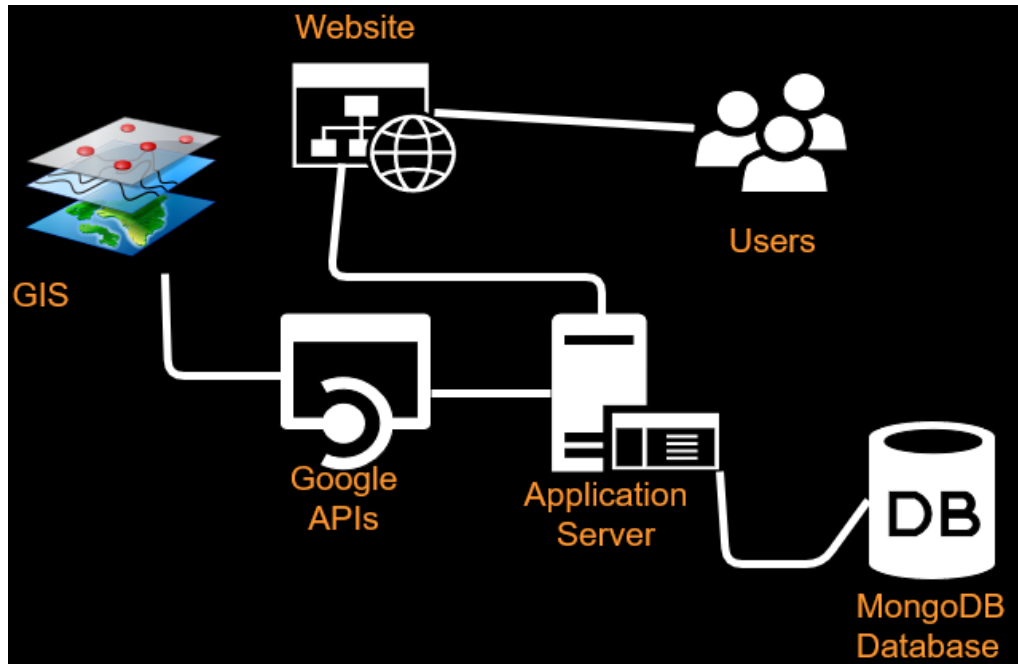 Website
Users
GIS
Google
APIs
Application
Server
DB
MongoDB
Database